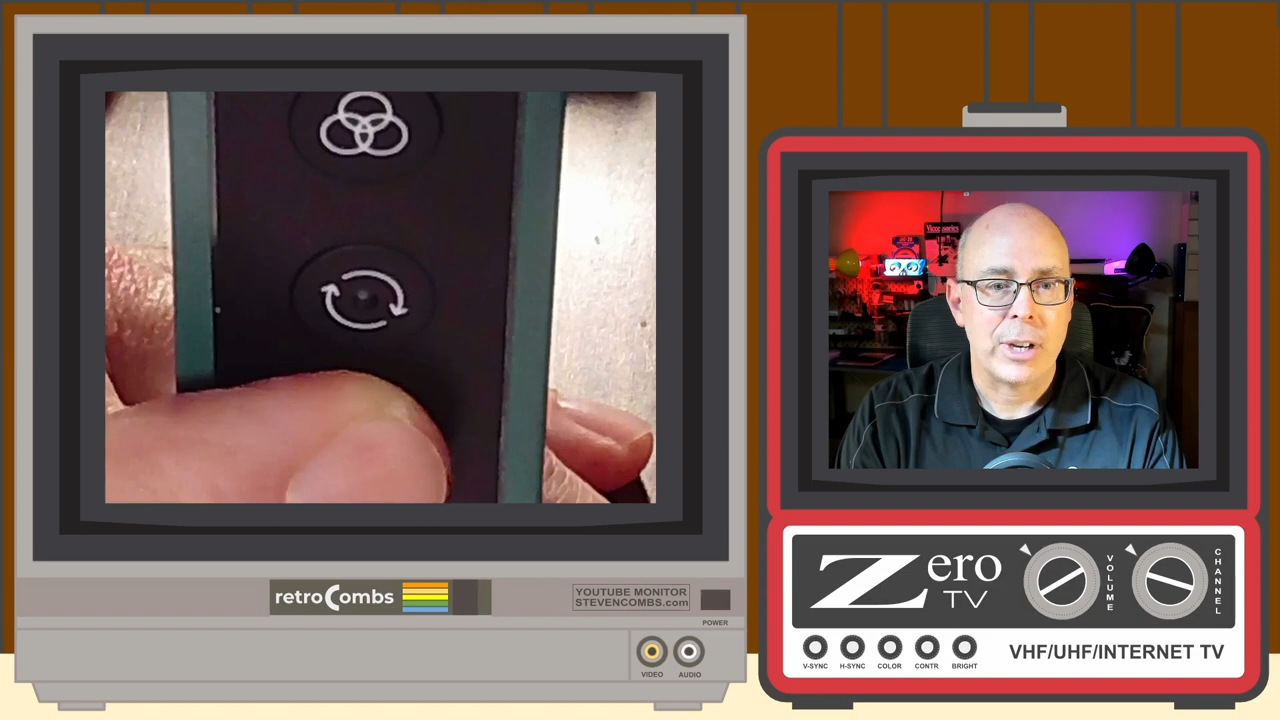 retroCombs
YOUTUBE MONITOR
STEVENCOMBS.com
POWER
VIDEO
AUDIO
Zero
TV
VOLUME
CHANNEL
V-SYNC
H-SYNC
COLOR
CONTR
BRIGHT
VHF/UHF/INTERNET TV